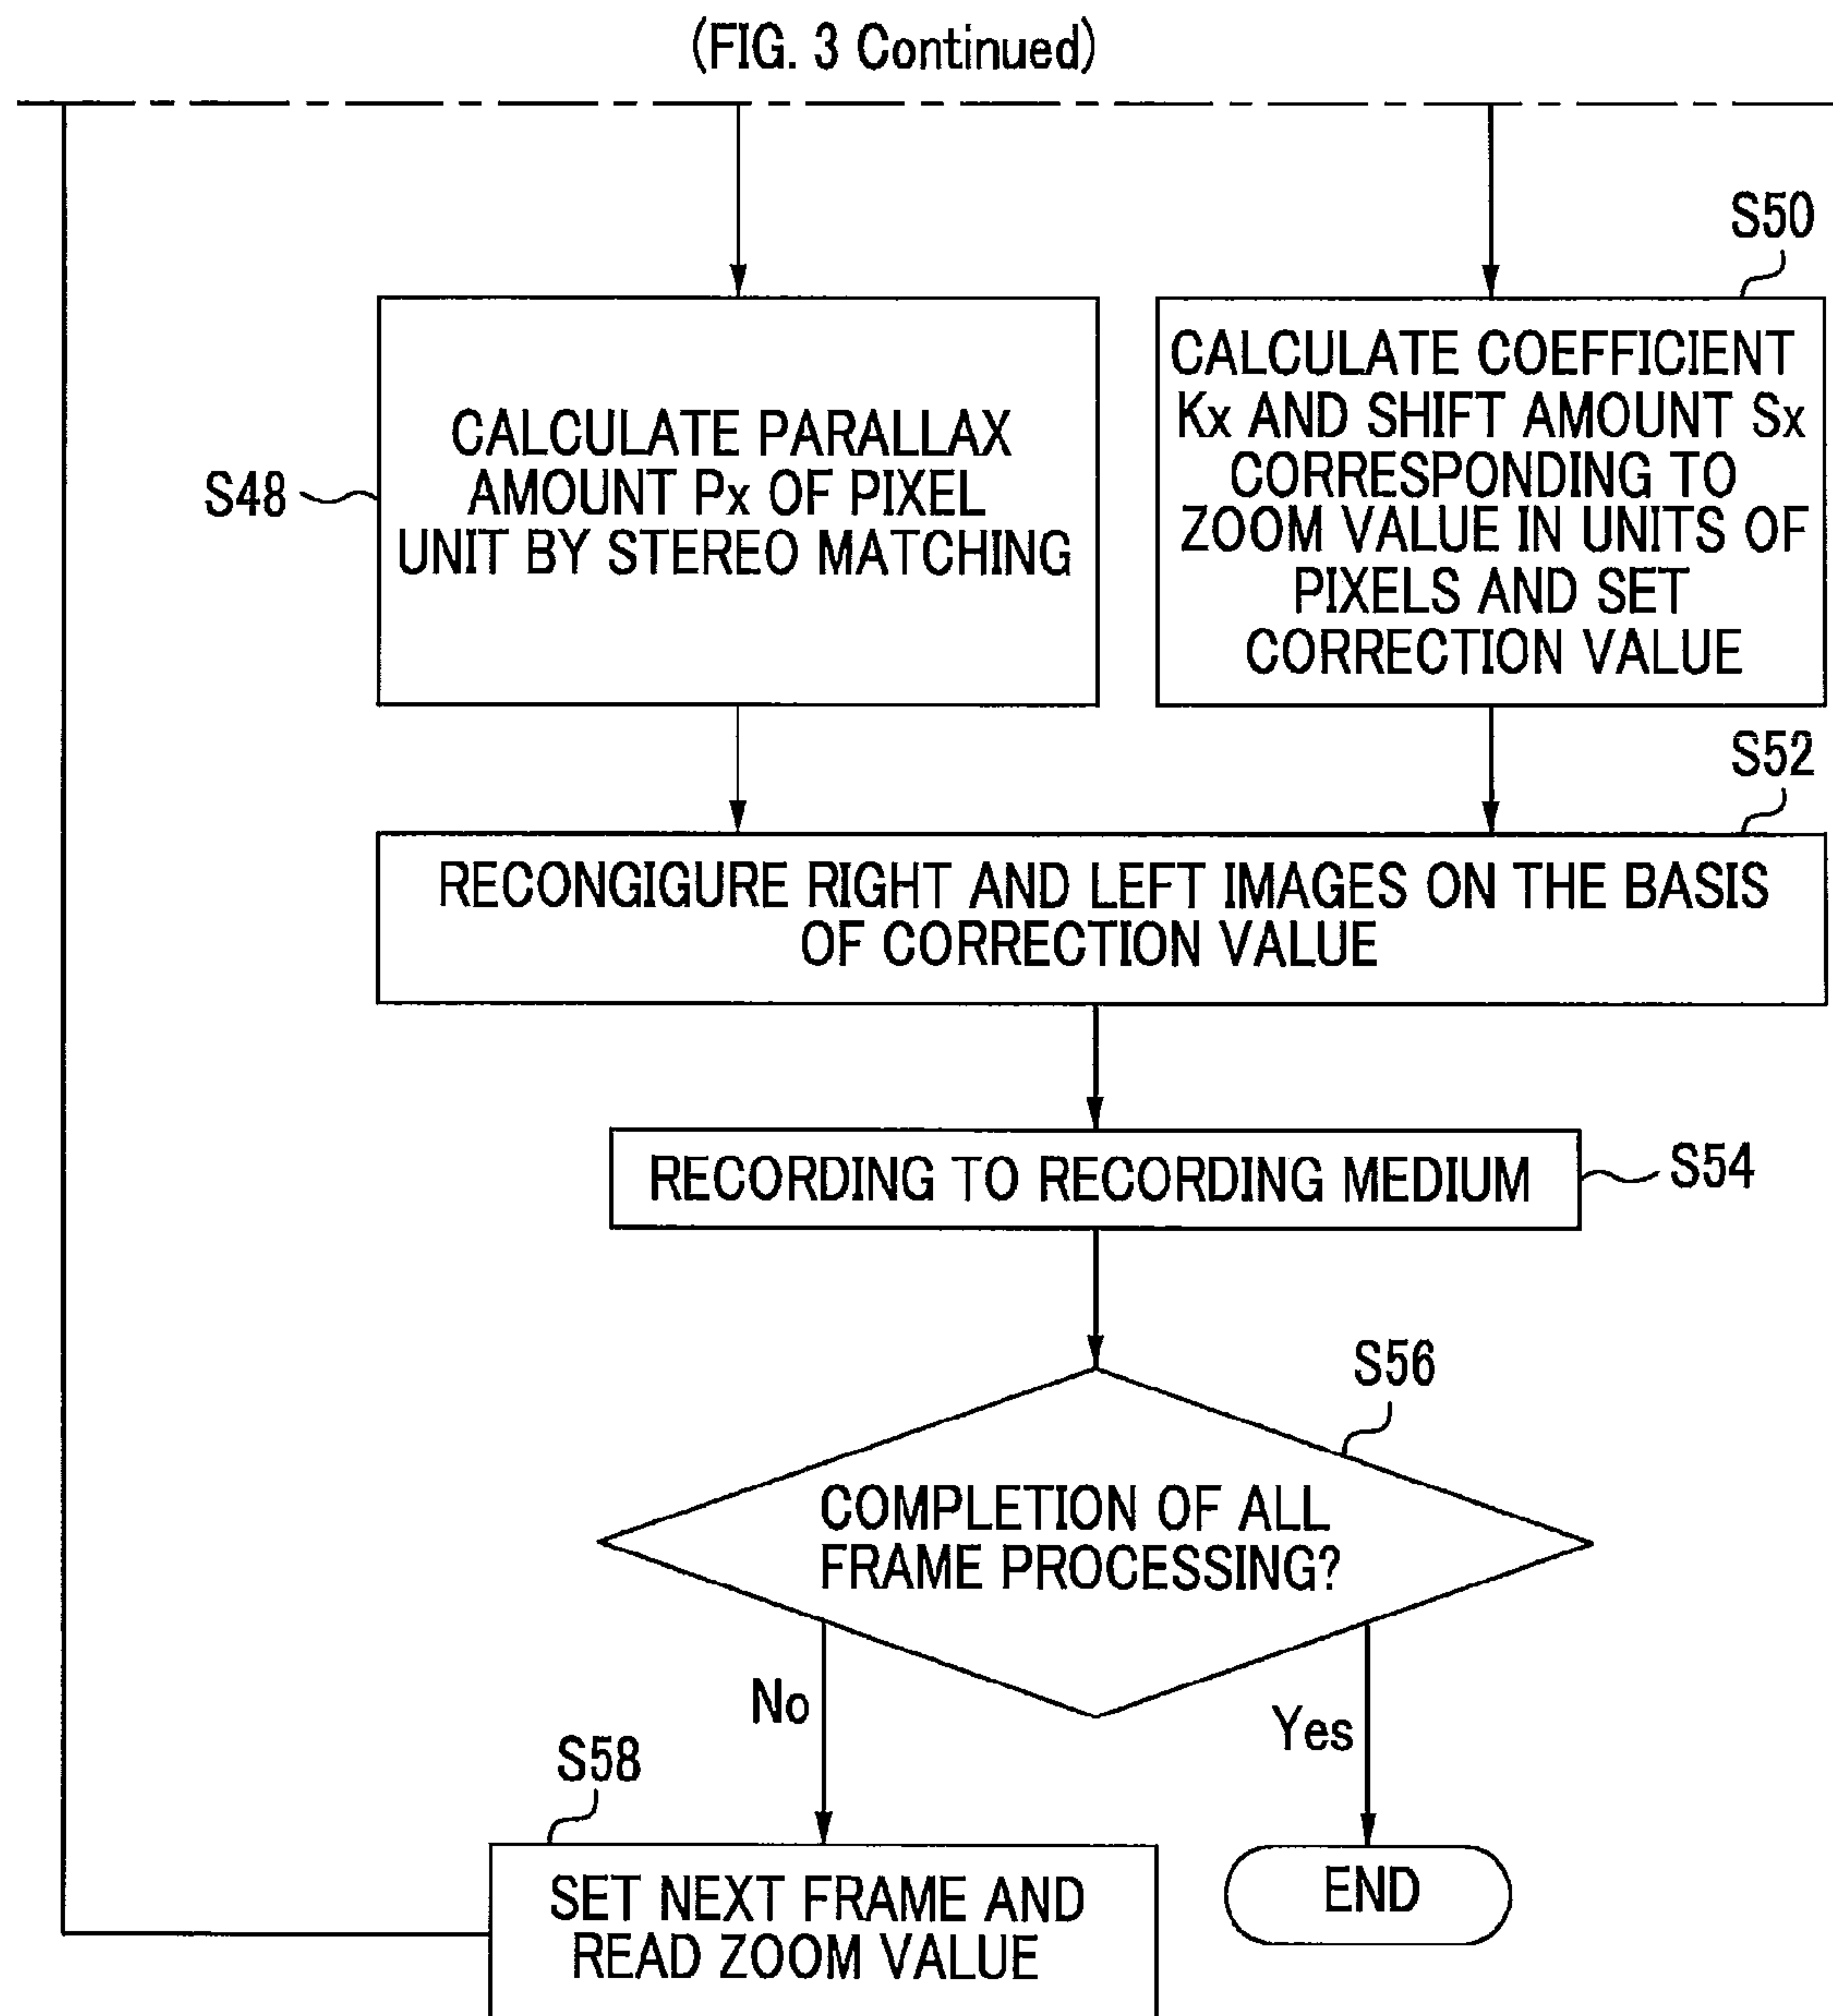 (FIG. 3 Continued)
S50
CALCULATE COEFFICIENT
Kx AND SHIFT AMOUNT Sx
CORRESPONDING TO
ZOOM VALUE IN UNITS OF
PIXELS AND SET
CORRECTION VALUE
S48
CALCULATE PARALLAX
AMOUNT Px OF PIXEL
UNIT BY STEREO MATCHING
S52
RECONGIGURE RIGHT AND LEFT IMAGES ON THE BASIS
OF CORRECTION VALUE
RECORDING TO RECORDING MEDIUM
S54
S56
COMPLETION OF ALL
FRAME PROCESSING?
No
Yes
S58
SET NEXT FRAME AND
READ ZOOM VALUE
END